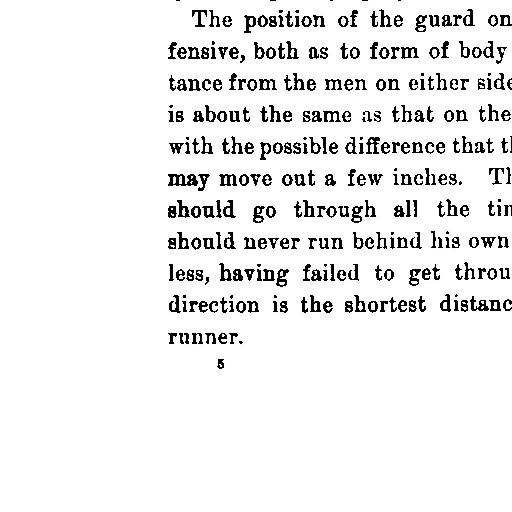 The position of the guard on
fensive, both as to form of body
tance from the men on either side
is about the same as that on the
with the possible difference that
may move out a few inches.
should go through all the
should never run behind his own
less, having failed to get throu
direction is the shortest distanc
runner.
5